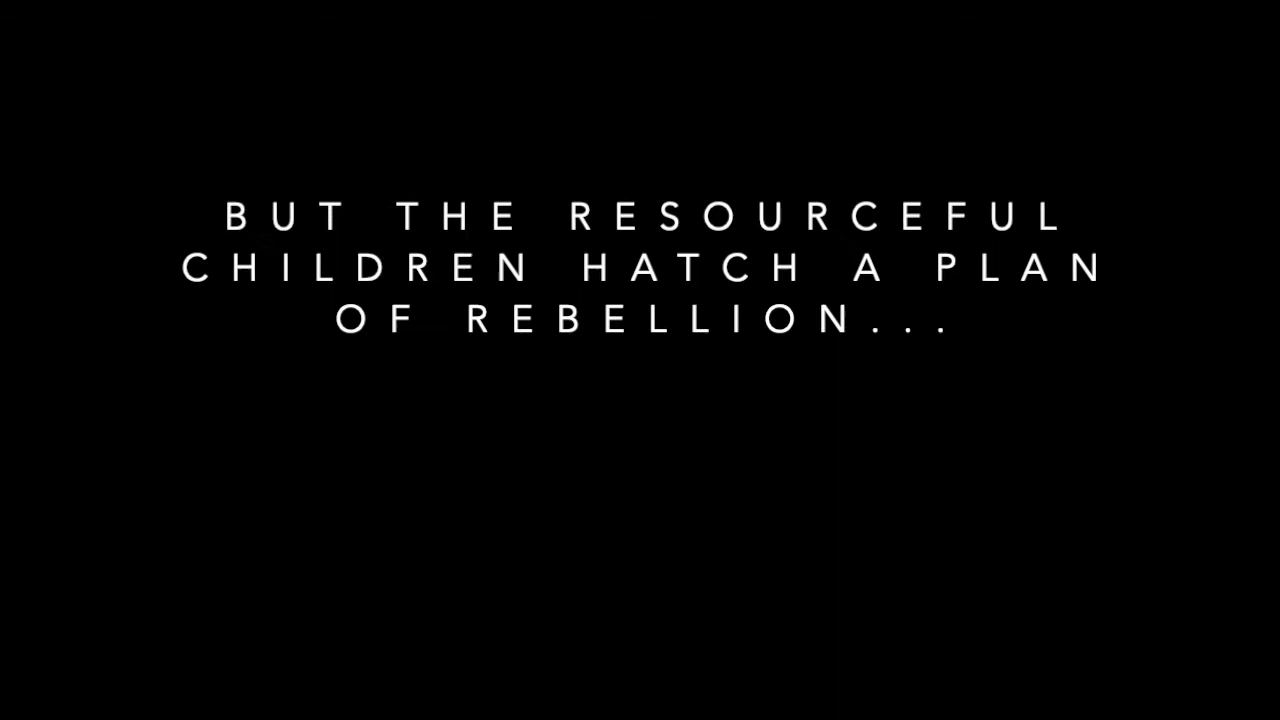 BUT THE RESOURCEFUL
CHILDREN HATCH A PLAN
OF REBELLION...